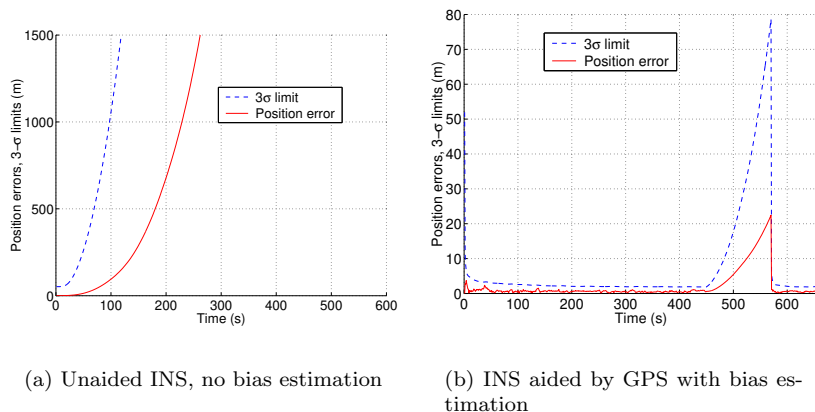 1500
1000
500
0
0 100 200 300 400 500 600
Time (s)
Position errors, 3-σ limits (m)
3σ limit
Position error
(a) Unaided INS, no bias estimation
80
70
60
50
40
30
20
10
0
0 100 200 300 400 500 600
Time (s)
Position errors, 3-σ limits (m)
3σ limit
Position error
(b) INS aided by GPS with bias es-
timation